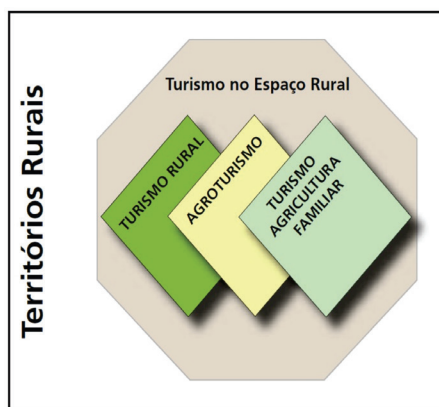 Territórios Rurais
Turismo no Espaço Rural
TURISMO RURAL
AGROTURISMO
TURISMO
AGRICULTURA
FAMILIAR